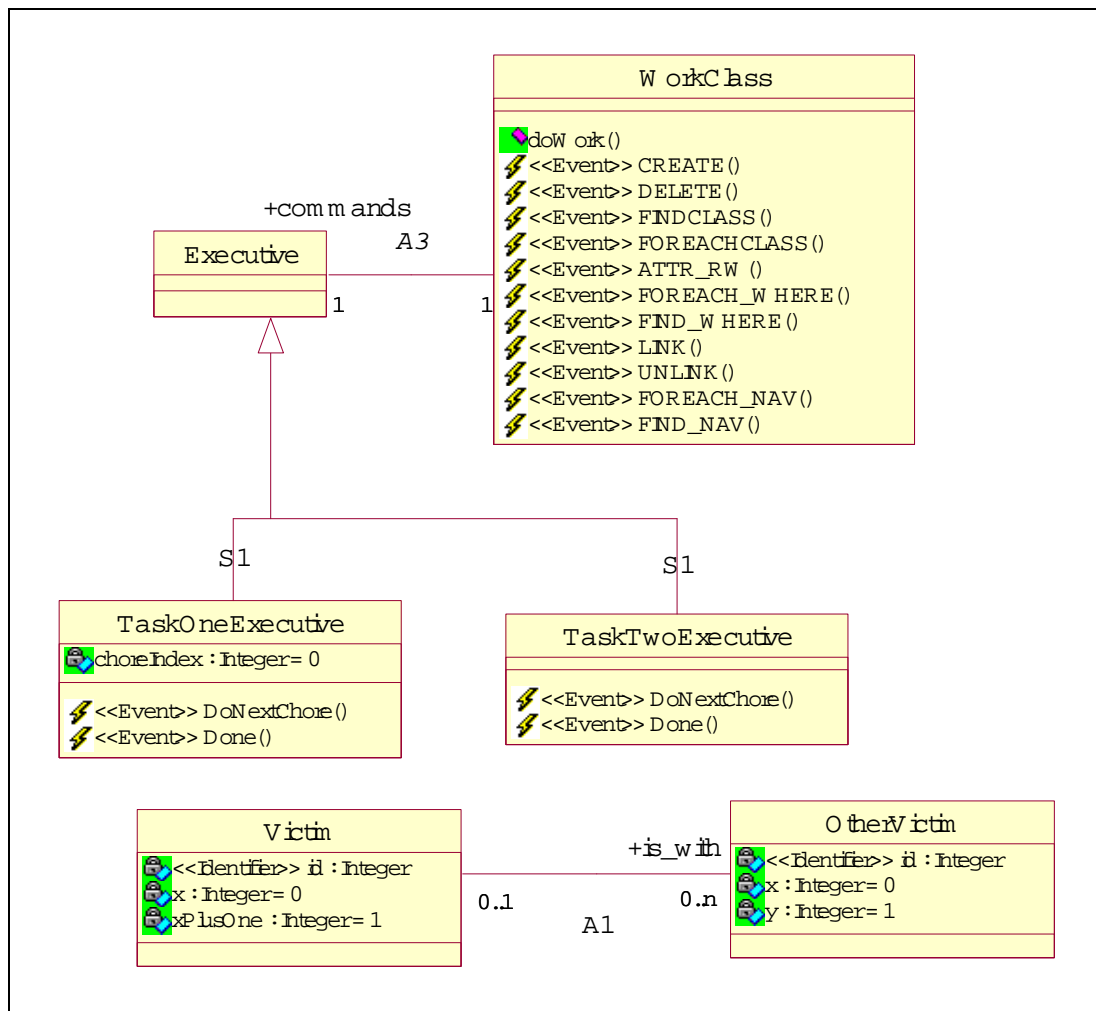 WorkClass
doWork()
<<Event>> CREATE()
<<Event>> DELETE()
<<Event>> FINDCLASS()
<<Event>> FOREACHCLASS()
<<Event>> ATTR_RW()
<<Event>> FOREACH_WHERE()
<<Event>> FIND_WHERE()
<<Event>> LINK()
<<Event>> UNLINK()
<<Event>> FOREACH_NAV()
<<Event>> FIND_NAV()
+commands
A3
Executive
1
1
S1
S1
TaskOneExecutive
choreIndex : Integer = 0
<<Event>> DoNextChore()
<<Event>> Done()
TaskTwoExecutive
<<Event>> DoNextChore()
<<Event>> Done()
Victim
<<Identifier>> id : Integer
x : Integer = 0
xPlusOne : Integer = 1
+is_with
0..1
0..n
A1
OtherVictim
<<Identifier>> id : Integer
x : Integer = 0
y : Integer = 1